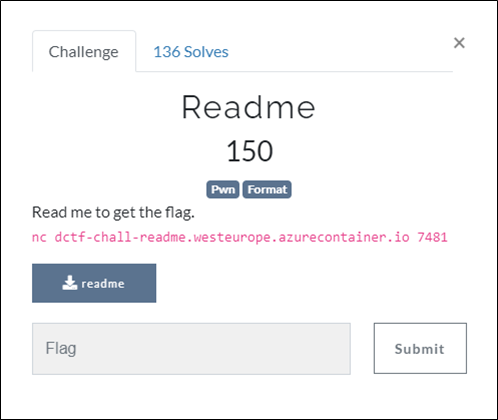 Challenge 136 Solves ×
Readme
150
Pwn Format
Read me to get the flag.
nc dctf-chall-readme.westeurope.azurecontainer.io 7481
readme
Flag Submit